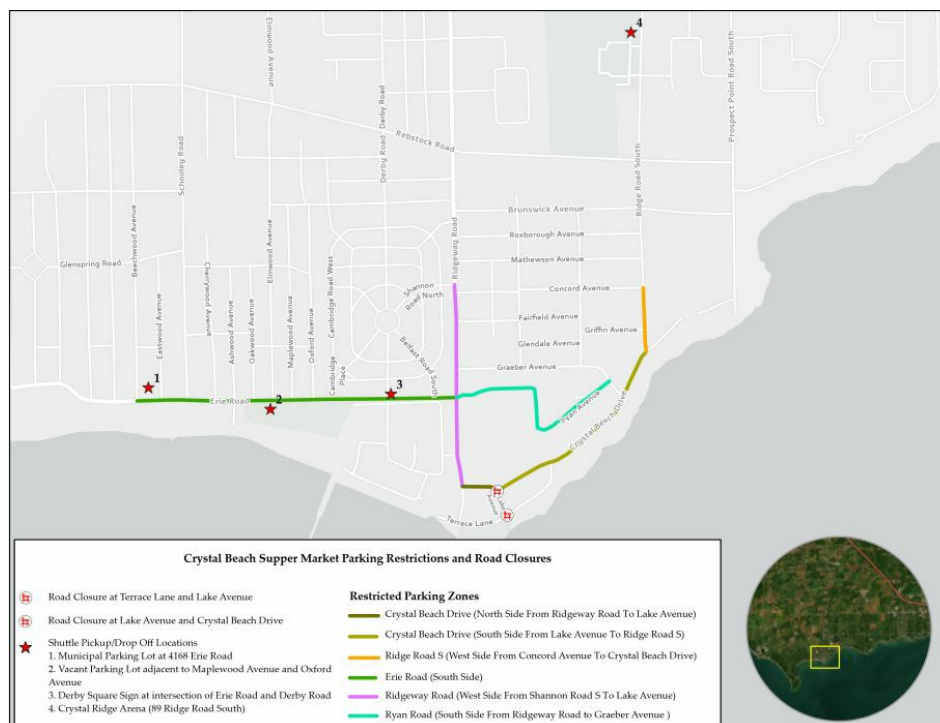 4
Elmwood Avenue
Derby Road
Prospect Point Road South
Rebstock Road
Schooley Road
Derby Road
Ridge Road South
Brunswick Avenue
Ridgeway Road
Roxborough Avenue
Beechwood Avenue
Elmwood Avenue
Glenspring Road
Cherrywood Avenue
Cambridge Road West
Mathewson Avenue
Shannon
Road North
Concord Avenue
Eastwood Avenue
Ashwood Avenue
Oakwood Avenue
Maplewood Avenue
Oxford Avenue
Fairfield Avenue
Griffin Avenue
Glendale Avenue
Belfast Road South
Cambridge
Place
Graeber Avenue
1
3
Erie Road
2
Ryan Avenue
Crystal Beach Drive
Lake
Avenue
Terrace Lane
Crystal Beach Supper Market Parking Restrictions and Road Closures
Road Closure at Terrace Lane and Lake Avenue
Road Closure at Lake Avenue and Crystal Beach Drive
Shuttle Pickup/Drop Off Locations
1. Municipal Parking Lot at 4168 Erie Road
2. Vacant Parking Lot adjacent to Maplewood Avenue and Oxford
Avenue
3. Derby Square Sign at intersection of Erie Road and Derby Road
4. Crystal Ridge Arena (89 Ridge Road South)
Restricted Parking Zones
Crystal Beach Drive (North Side From Ridgeway Road To Lake Avenue)
Crystal Beach Drive (South Side From Lake Avenue To Ridge Road S)
Ridge Road S (West Side From Concord Avenue To Crystal Beach Drive)
Erie Road (South Side)
Ridgeway Road (West Side From Shannon Road S To Lake Avenue)
Ryan Road (South Side From Ridgeway Road to Graeber Avenue )